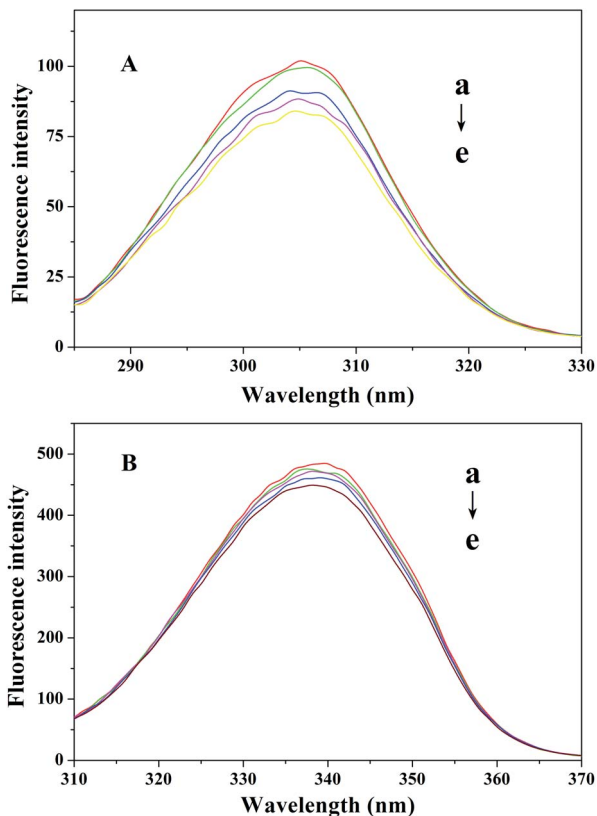 A
a
e
Fluorescence intensity
100
75
50
25
0
290 300 310 320 330
Wavelength (nm)
B
a
e
Fluorescence intensity
500
400
300
200
100
0
310 320 330 340 350 360 370
Wavelength (nm)